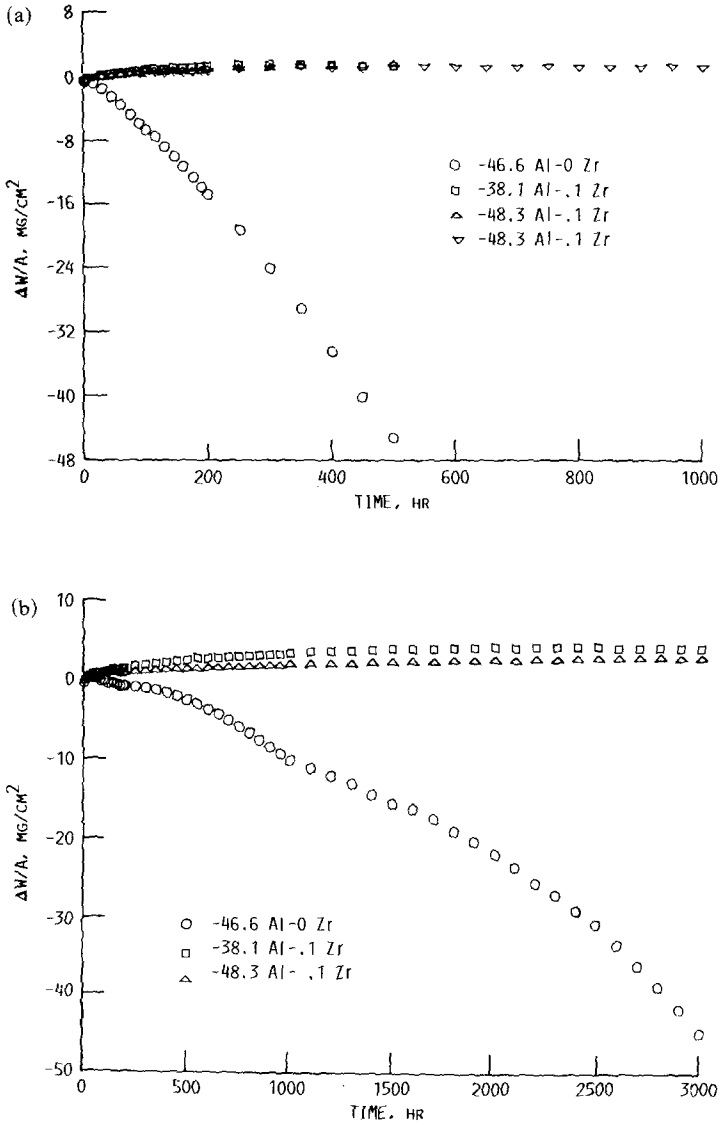 (a)
8
0
-8
-16
-24
-32
-40
-48
ΔW/A, MG/CM²
○ -46.6 Al-0 Zr
□ -38.1 Al-.1 Zr
△ -48.3 Al-.1 Zr
▽ -48.3 Al-.1 Zr
0 200 400 600 800 1000
TIME, HR
(b)
10
0
-10
-20
-30
-40
-50
ΔW/A, MG/CM²
○ -46.6 Al-0 Zr
□ -38.1 Al-.1 Zr
△ -48.3 Al- .1 Zr
0 500 1000 1500 2000 2500 3000
TIME, HR